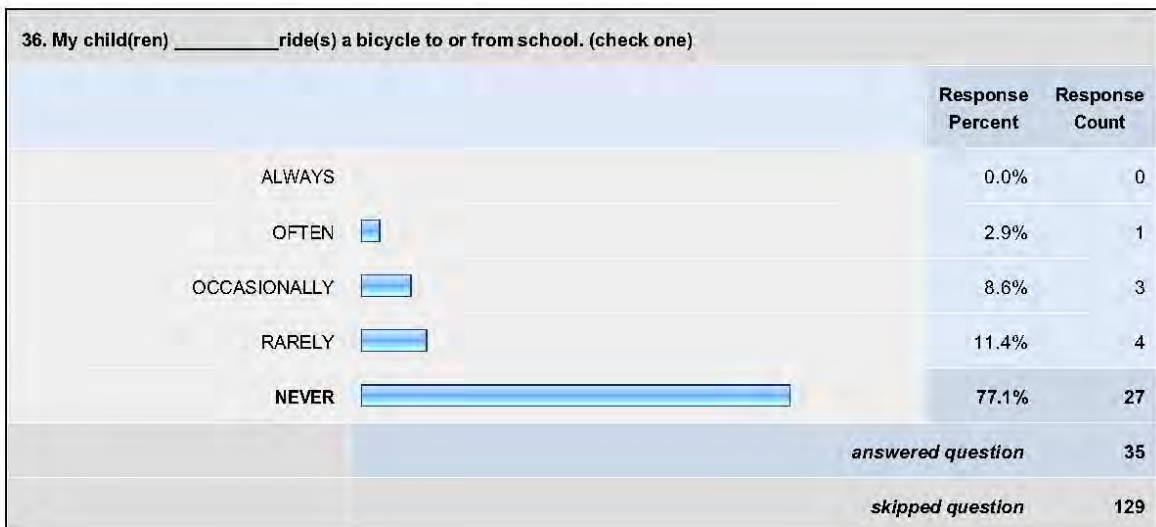 36. My child(ren) __________ride(s) a bicycle to or from school. (check one)
Response Percent Response Count
ALWAYS 0.0% 0
OFTEN 2.9% 1
OCCASIONALLY 8.6% 3
RARELY 11.4% 4
NEVER 77.1% 27
answered question 35
skipped question 129